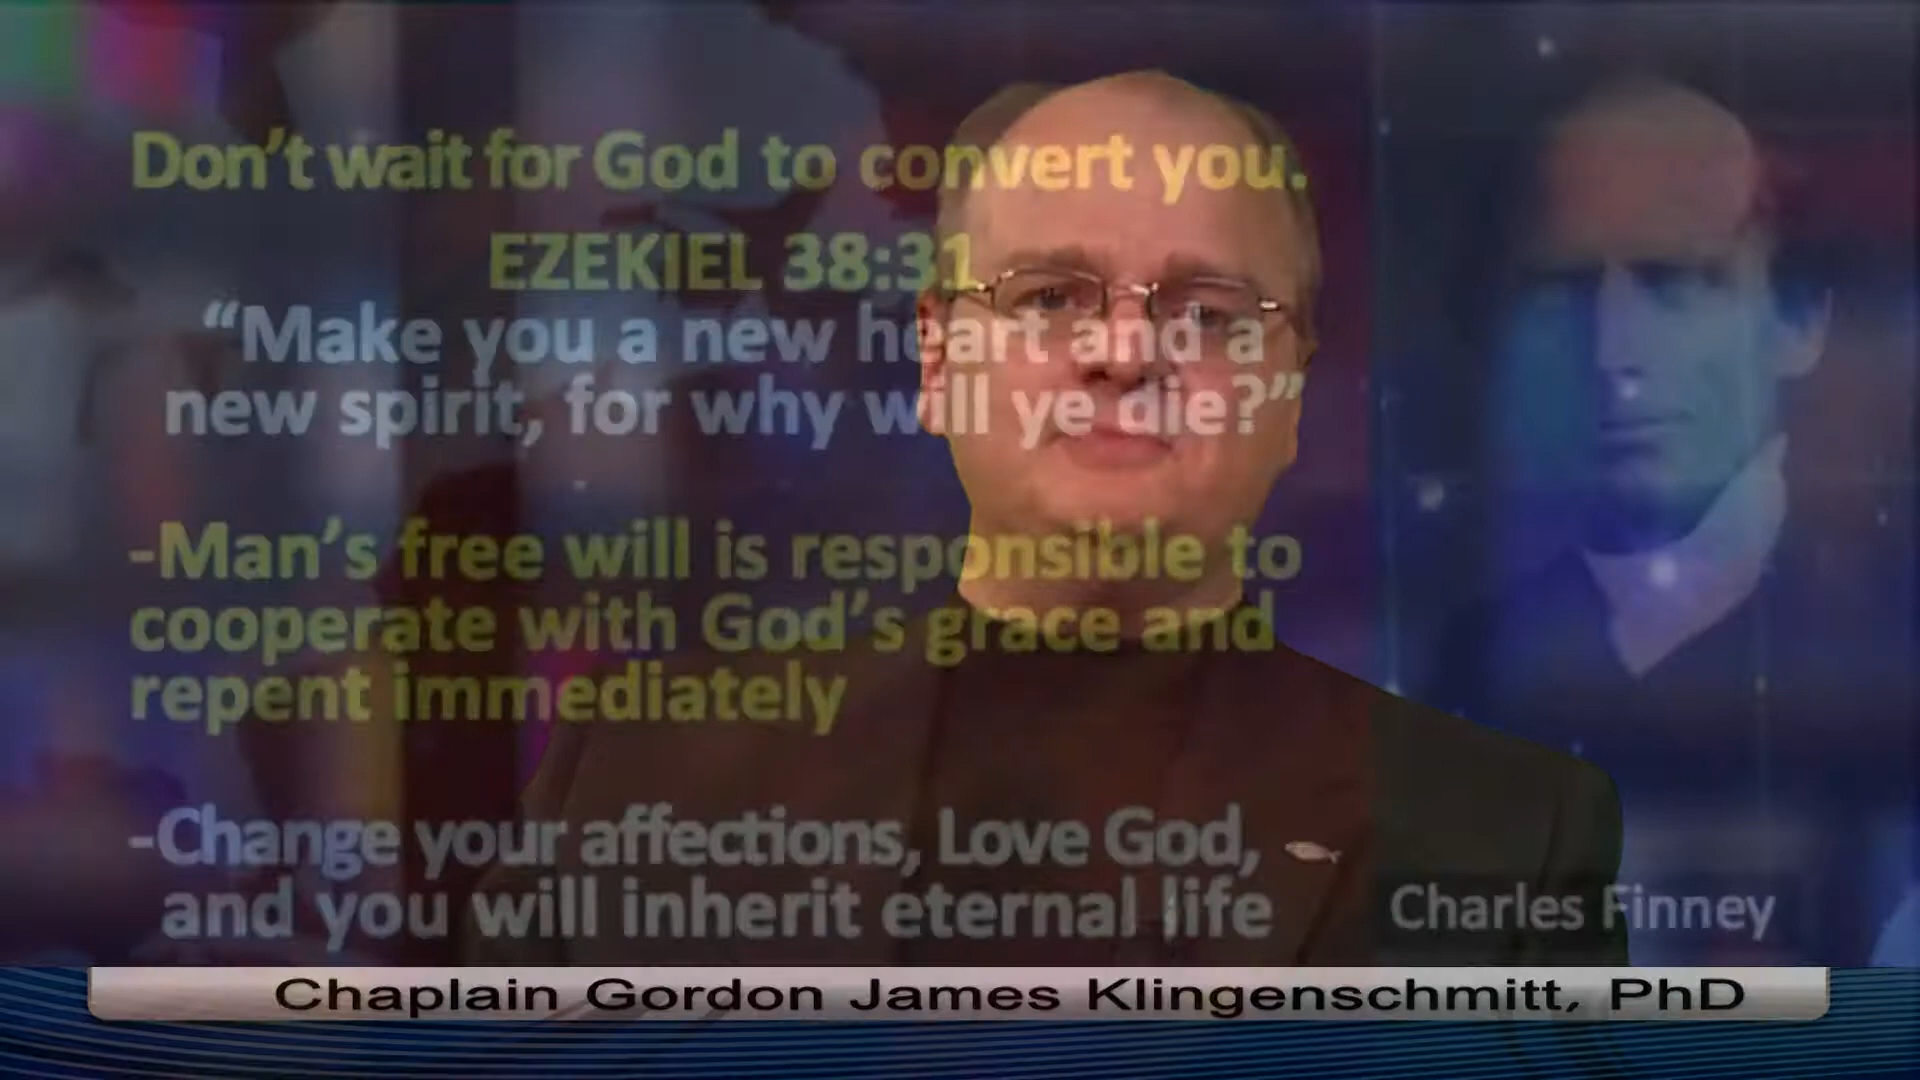 Don't wait for God to convert you.
EZEKIEL 38:31
“Make you a new heart and a
new spirit, for why will ye die?”
-Man's free will is responsible to
cooperate with God's grace and
repent immediately
-Change your affections, Love God,
and you will inherit eternal life
Charles Finney
Chaplain Gordon James Klingenschmitt, PhD